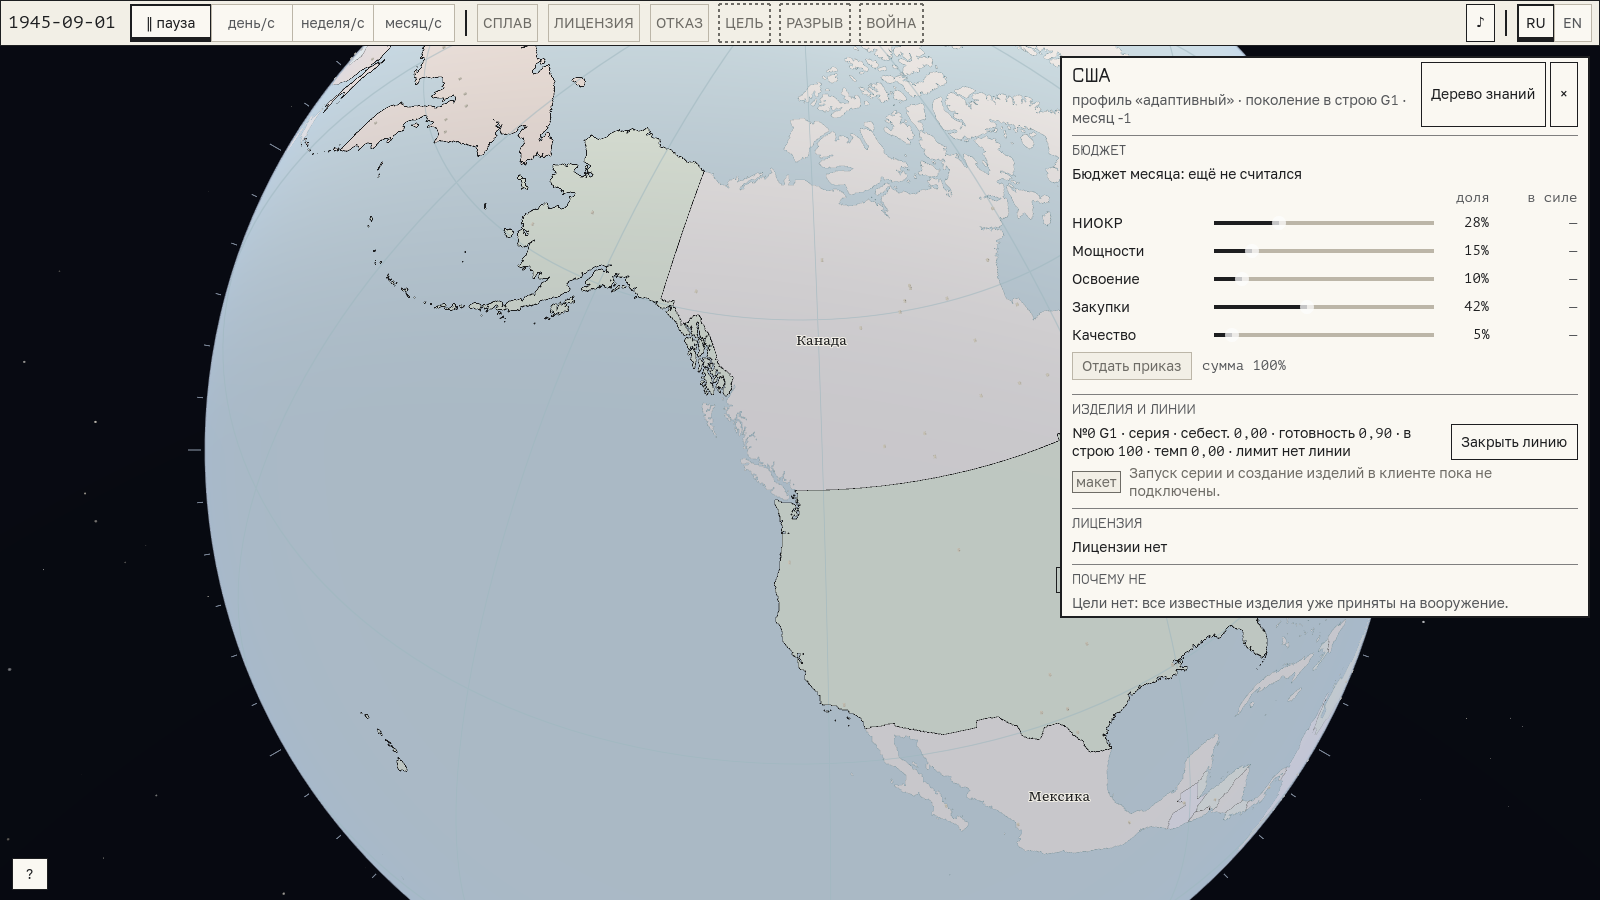 1945-09-01 ‖ пауза день/с неделя/с месяц/с СПЛАВ ЛИЦЕНЗИЯ ОТКАЗ ЦЕЛЬ РАЗРЫВ ВОЙНА ♪ RU EN
США
Дерево знаний ×
профиль «адаптивный» · поколение в строю G1 ·
месяц -1
БЮДЖЕТ
Бюджет месяца: ещё не считался
доля в силе
НИОКР 28% —
Мощности 15% —
Освоение 10% —
Закупки 42% —
Качество 5% —
Отдать приказ сумма 100%
ИЗДЕЛИЯ И ЛИНИИ
№0 G1 · серия · себест. 0,00 · готовность 0,90 · в
строю 100 · темп 0,00 · лимит нет линии
Закрыть линию
макет Запуск серии и создание изделий в клиенте пока не
подключены.
ЛИЦЕНЗИЯ
Лицензии нет
ПОЧЕМУ НЕ
Цели нет: все известные изделия уже приняты на вооружение.
Канада
Мексика
?